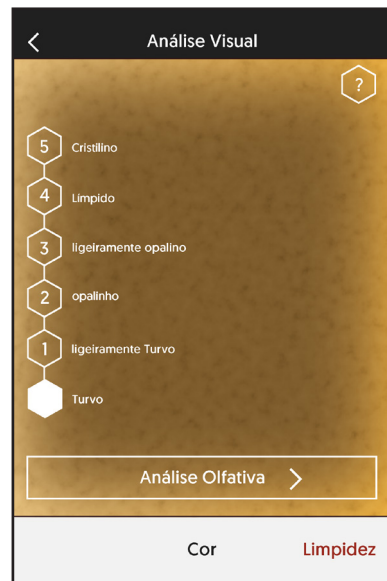 Análise Visual
?
5 Cristilino
4 Limpido
3 ligeiramente opalino
2 opalinho
1 ligeiramente Turvo
Turvo
Análise Olfativa
Cor Limpidez